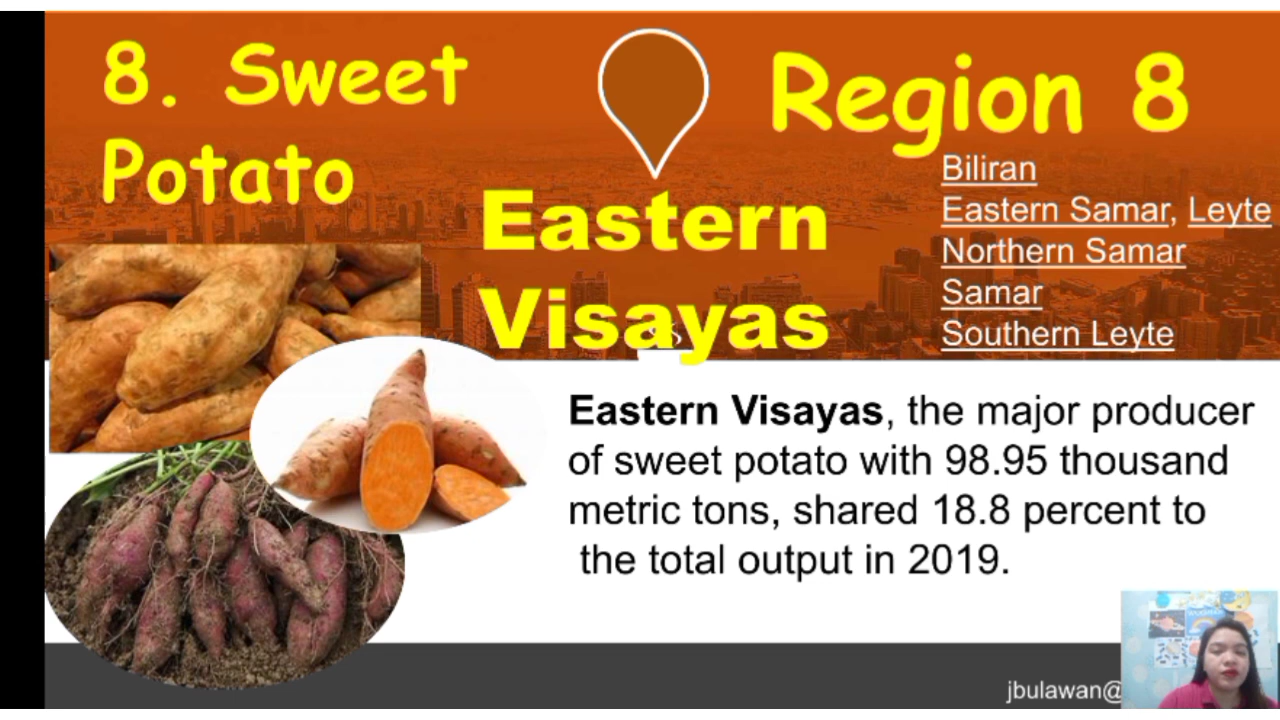 8. Sweet
Potato
Region 8
Eastern
Visayas
Biliran
Eastern Samar, Leyte
Northern Samar
Samar
Southern Leyte
Eastern Visayas, the major producer
of sweet potato with 98.95 thousand
metric tons, shared 18.8 percent to
the total output in 2019.
jbulawan@